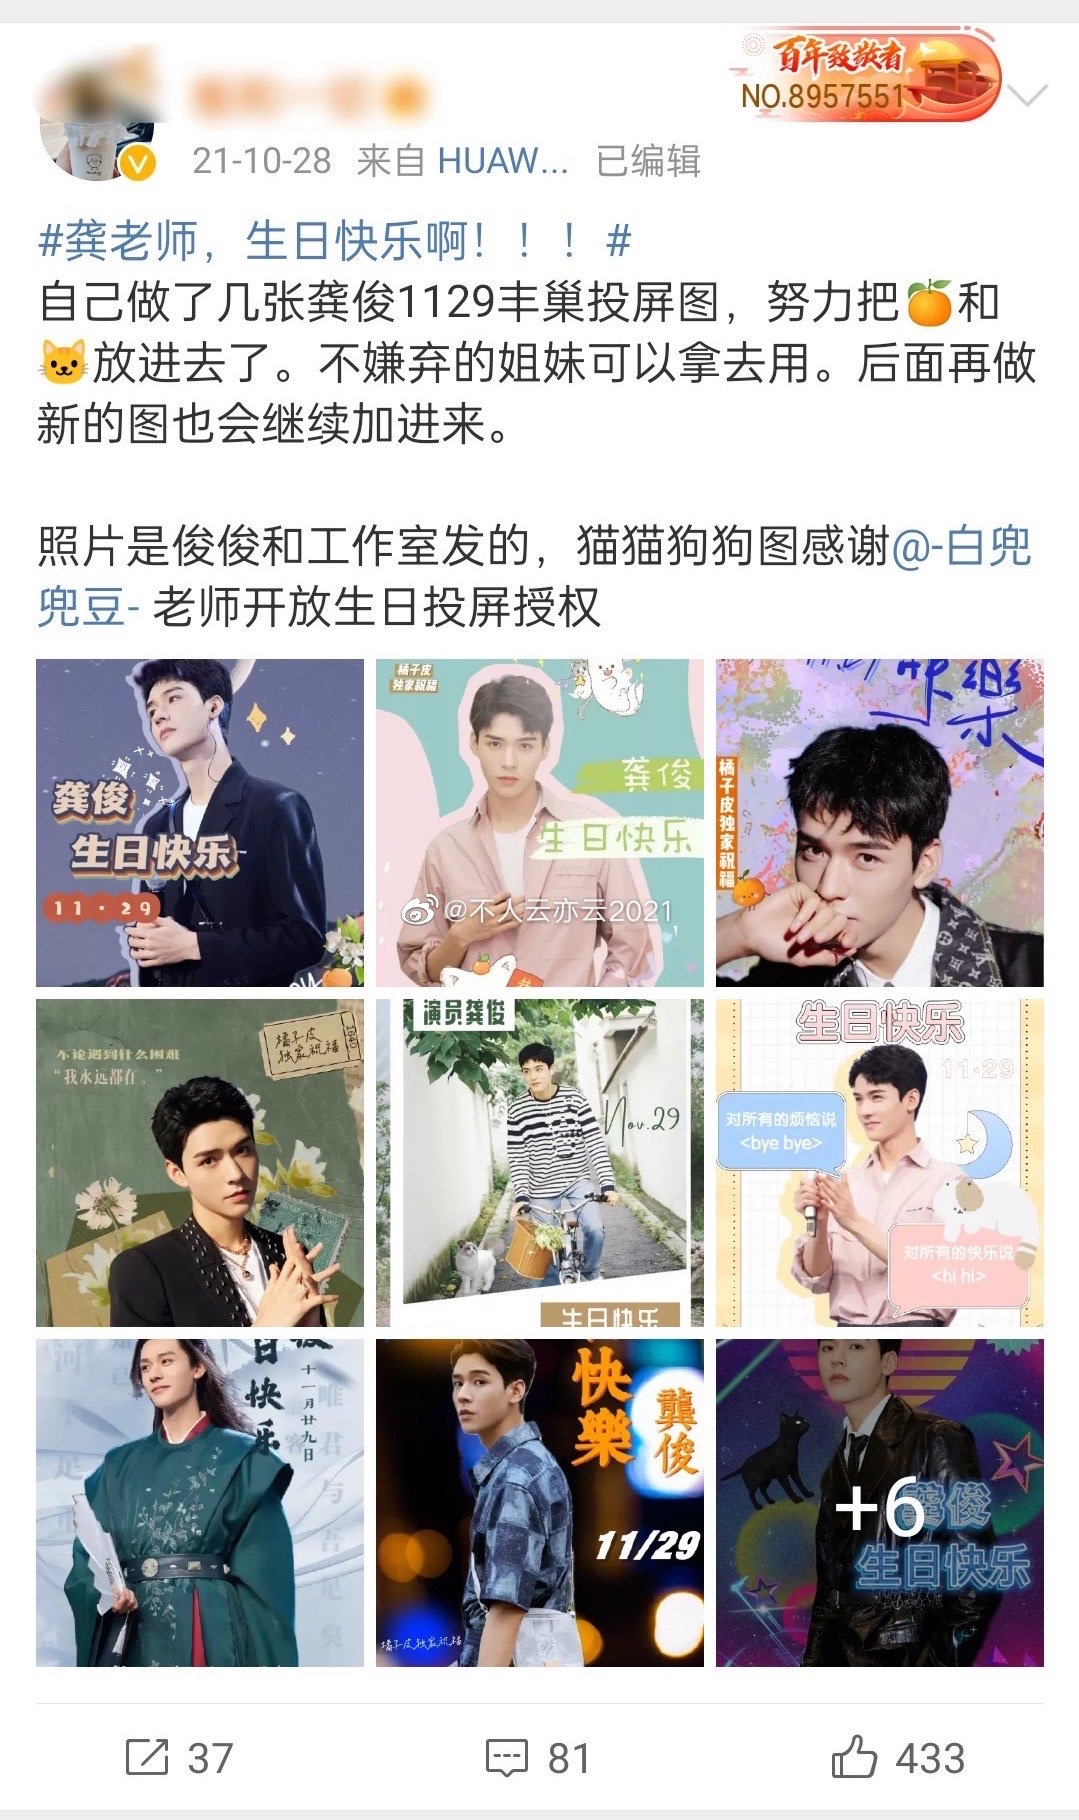 百年致敬者
NO.8957551
21-10-28 来自 HUAW... 已编辑
#龚老师，生日快乐啊！！！#
自己做了几张龚俊1129丰巢投屏图，努力把🍊和
🐱放进去了。不嫌弃的姐妹可以拿去用。后面再做
新的图也会继续加进来。
照片是俊俊和工作室发的，猫猫狗狗图感谢@-白兜
兜豆- 老师开放生日投屏授权
龚俊
生日快乐
11·29
橘子皮
独家祝福
龚俊
生日快乐
@不人云亦云2021
快樂
橘子皮独家祝福
不论遇到什么困难
“我永远都在。”
橘子皮
独家祝福
演员龚俊
Nov.29
生日快乐
生日快乐
11·29
对所有的烦恼说
<bye bye>
对所有的快乐说
<hi hi>
日快乐
十一月廿九日
快樂
龔俊
11/29
橘子皮独家祝福
+6
龚俊
生日快乐
37
81
433